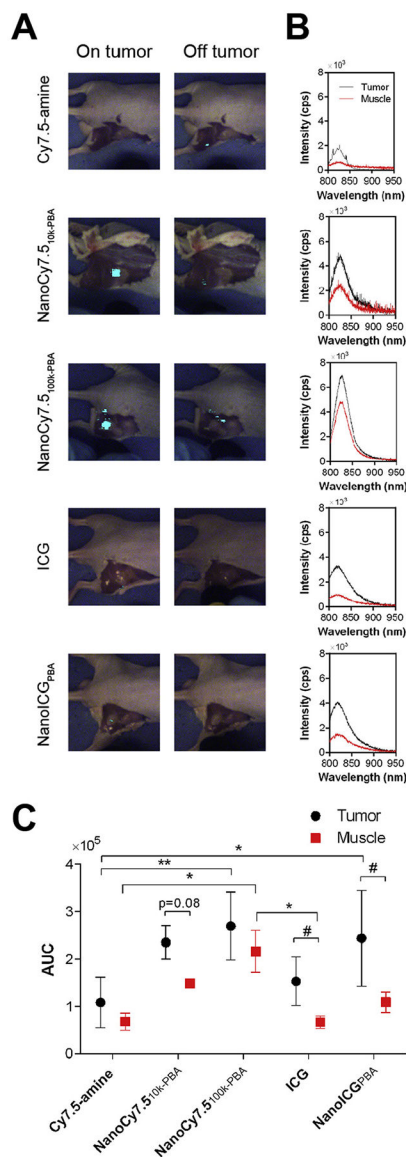 A
B
On tumor
Off tumor
Cy7.5-amine
NanoCy7.510k-PBA
NanoCy7.5100k-PBA
ICG
NanoICGPBA
×10³
8
6
4
2
0
Intensity (cps)
Tumor
Muscle
800 850 900 950
Wavelength (nm)
×10³
8
6
4
2
0
Intensity (cps)
800 850 900 950
Wavelength (nm)
×10³
8
6
4
2
0
Intensity (cps)
800 850 900 950
Wavelength (nm)
×10³
8
6
4
2
0
Intensity (cps)
800 850 900 950
Wavelength (nm)
×10³
8
6
4
2
0
Intensity (cps)
800 850 900 950
Wavelength (nm)
C
Tumor
Muscle
×10⁵
4
3
2
1
0
AUC
*
**
*
p=0.08
*
#
#
Cy7.5-amine
NanoCy7.510k-PBA
NanoCy7.5100k-PBA
ICG
NanoICGPBA